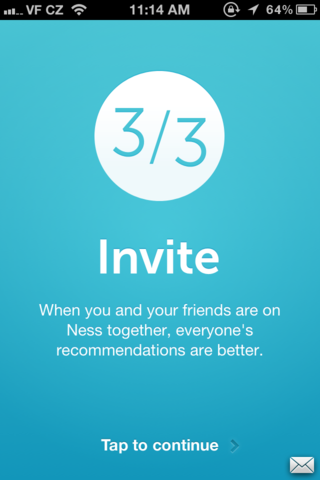 VF CZ 11:14 AM 64%
3/3
Invite
When you and your friends are on
Ness together, everyone's
recommendations are better.
Tap to continue